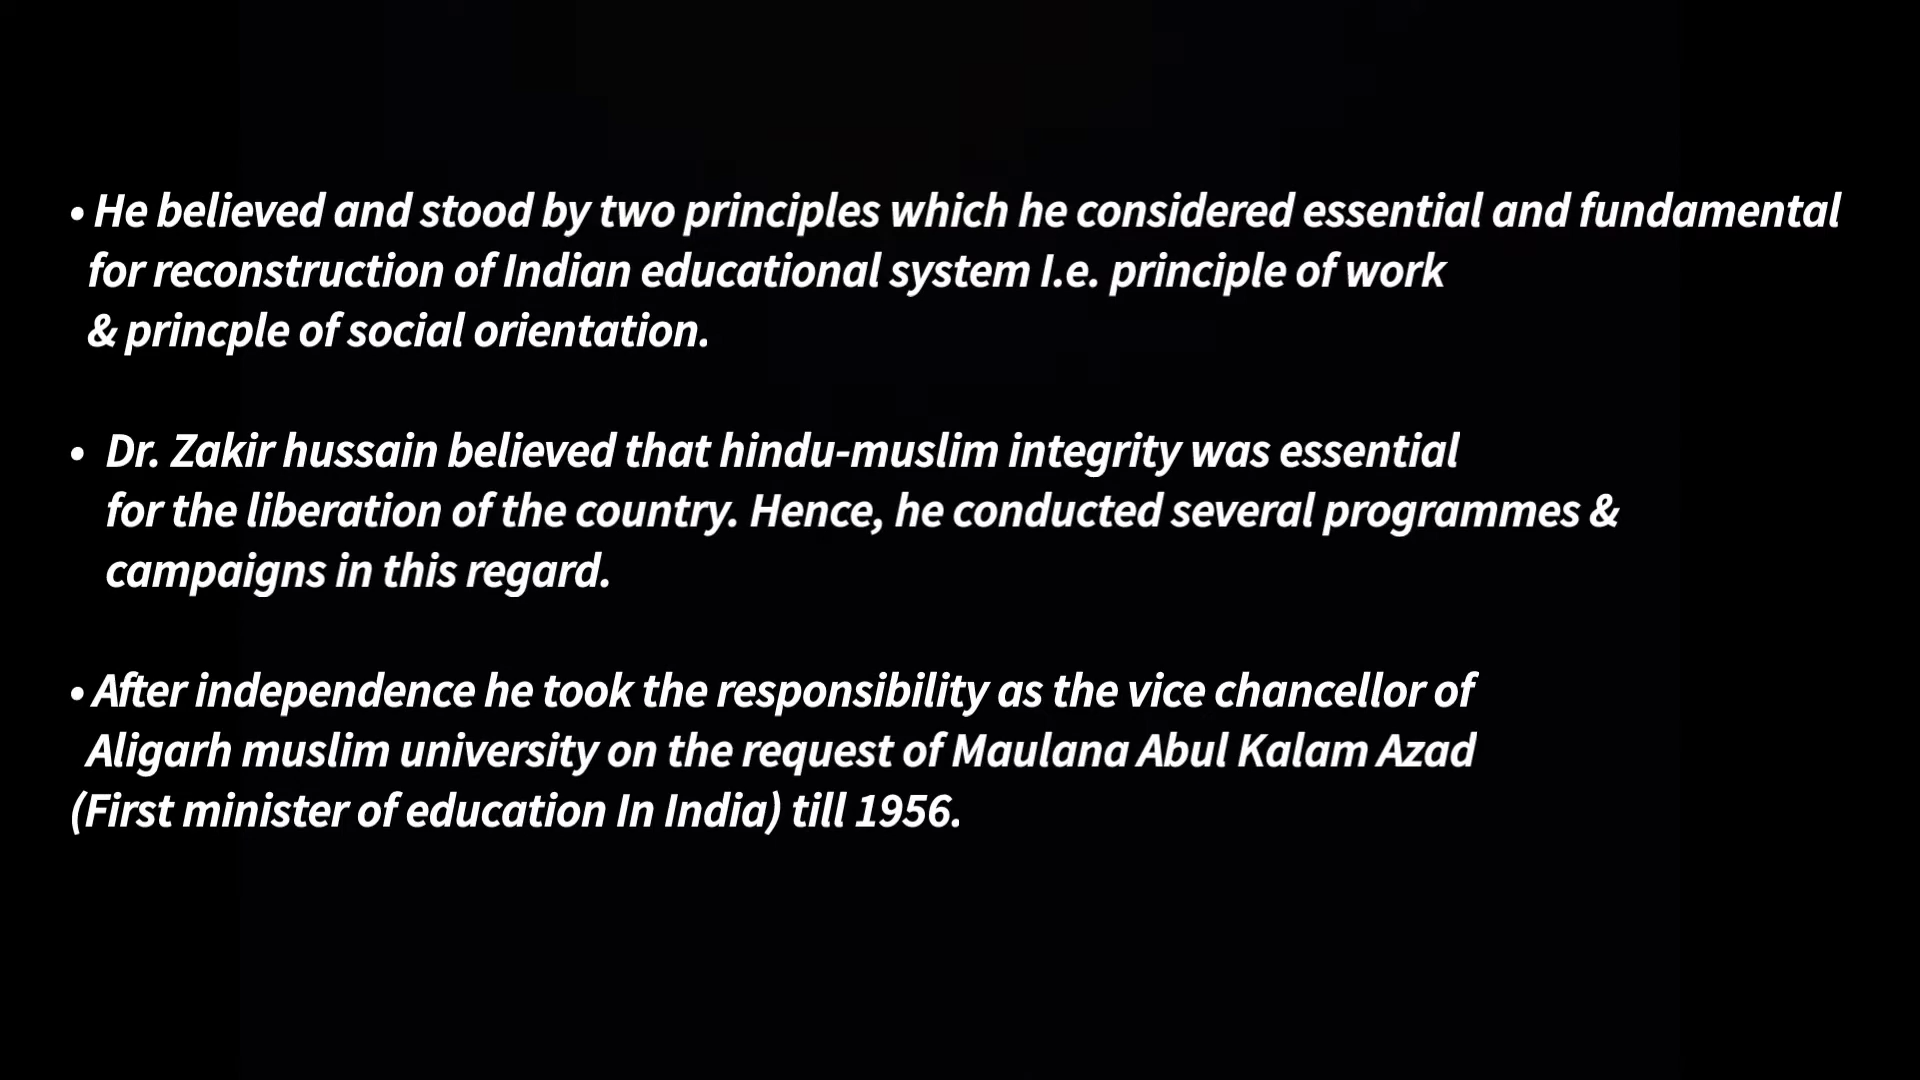 • He believed and stood by two principles which he considered essential and fundamental
for reconstruction of Indian educational system I.e. principle of work
& princple of social orientation.
• Dr. Zakir hussain believed that hindu-muslim integrity was essential
for the liberation of the country. Hence, he conducted several programmes &
campaigns in this regard.
• After independence he took the responsibility as the vice chancellor of
Aligarh muslim university on the request of Maulana Abul Kalam Azad
(First minister of education In India) till 1956.